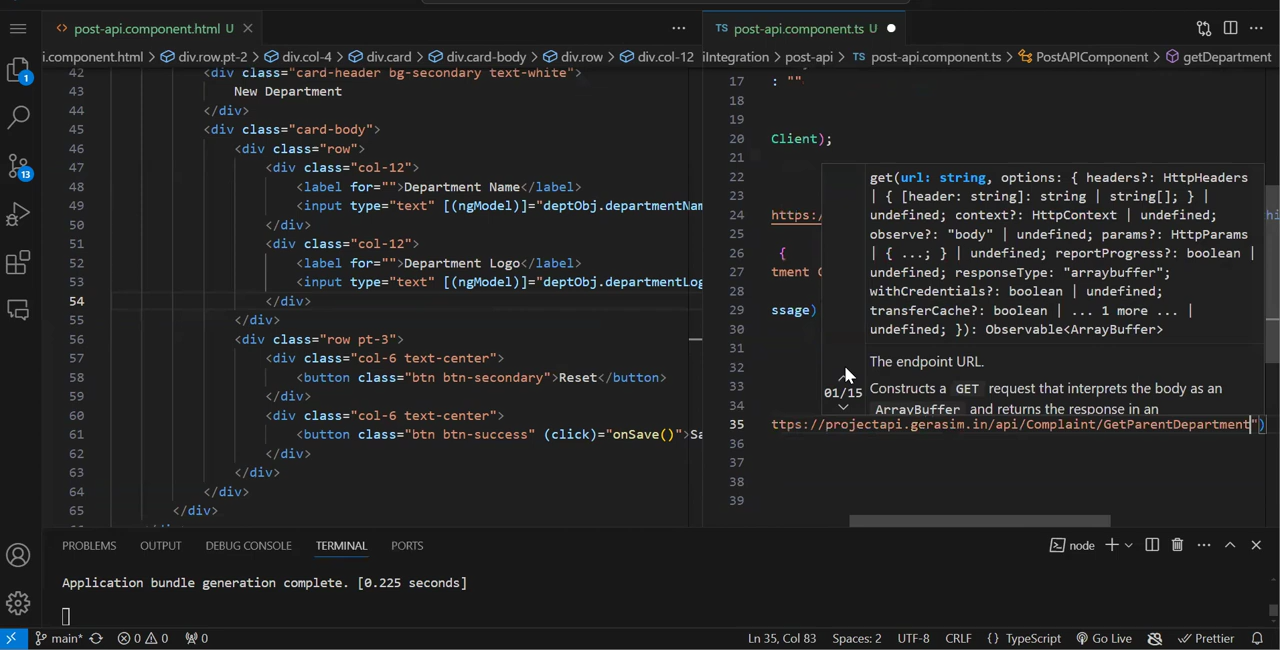 post-api.component.html U
i.component.html > div.row.pt-2 > div.col-4 > div.card > div.card-body > div.row > div.col-12
42 <div class="card-header bg-secondary text-white">
43 New Department
44 </div>
45 <div class="card-body">
46 <div class="row">
47 <div class="col-12">
48 <label for="">Department Name</label>
49 <input type="text" [(ngModel)]="deptObj.departmentNam
50 </div>
51 <div class="col-12">
52 <label for="">Department Logo</label>
53 <input type="text" [(ngModel)]="deptObj.departmentLog
54 </div>
55 </div>
56 <div class="row pt-3">
57 <div class="col-6 text-center">
58 <button class="btn btn-secondary">Reset</button>
59 </div>
60 <div class="col-6 text-center">
61 <button class="btn btn-success" (click)="onSave()">Sa
62 </div>
63 </div>
64 </div>
65 </div>
TS post-api.component.ts U
iIntegration > post-api > TS post-api.component.ts > PostAPIComponent > getDepartment
17 : ""
18
19
20 Client);
21
22
23
24 https:/
25
26 {
27 tment C
28
29 ssage)
30
31
32
33
34
35 ttps://projectapi.gerasim.in/api/Complaint/GetParentDepartment")
36
37
38
39
get(url: string, options: { headers?: HttpHeaders
| { [header: string]: string | string[]; } |
undefined; context?: HttpContext | undefined;
observe?: "body" | undefined; params?: HttpParams
| { ...; } | undefined; reportProgress?: boolean |
undefined; responseType: "arraybuffer";
withCredentials?: boolean | undefined;
transferCache?: boolean | ... 1 more ... |
undefined; }): Observable<ArrayBuffer>
The endpoint URL.
01/15
Constructs a GET request that interprets the body as an
ArrayBuffer and returns the response in an
hi
1
13
PROBLEMS OUTPUT DEBUG CONSOLE TERMINAL PORTS
node
Application bundle generation complete. [0.225 seconds]
main* 0 0 0 Ln 35, Col 83 Spaces: 2 UTF-8 CRLF {} TypeScript Go Live Prettier